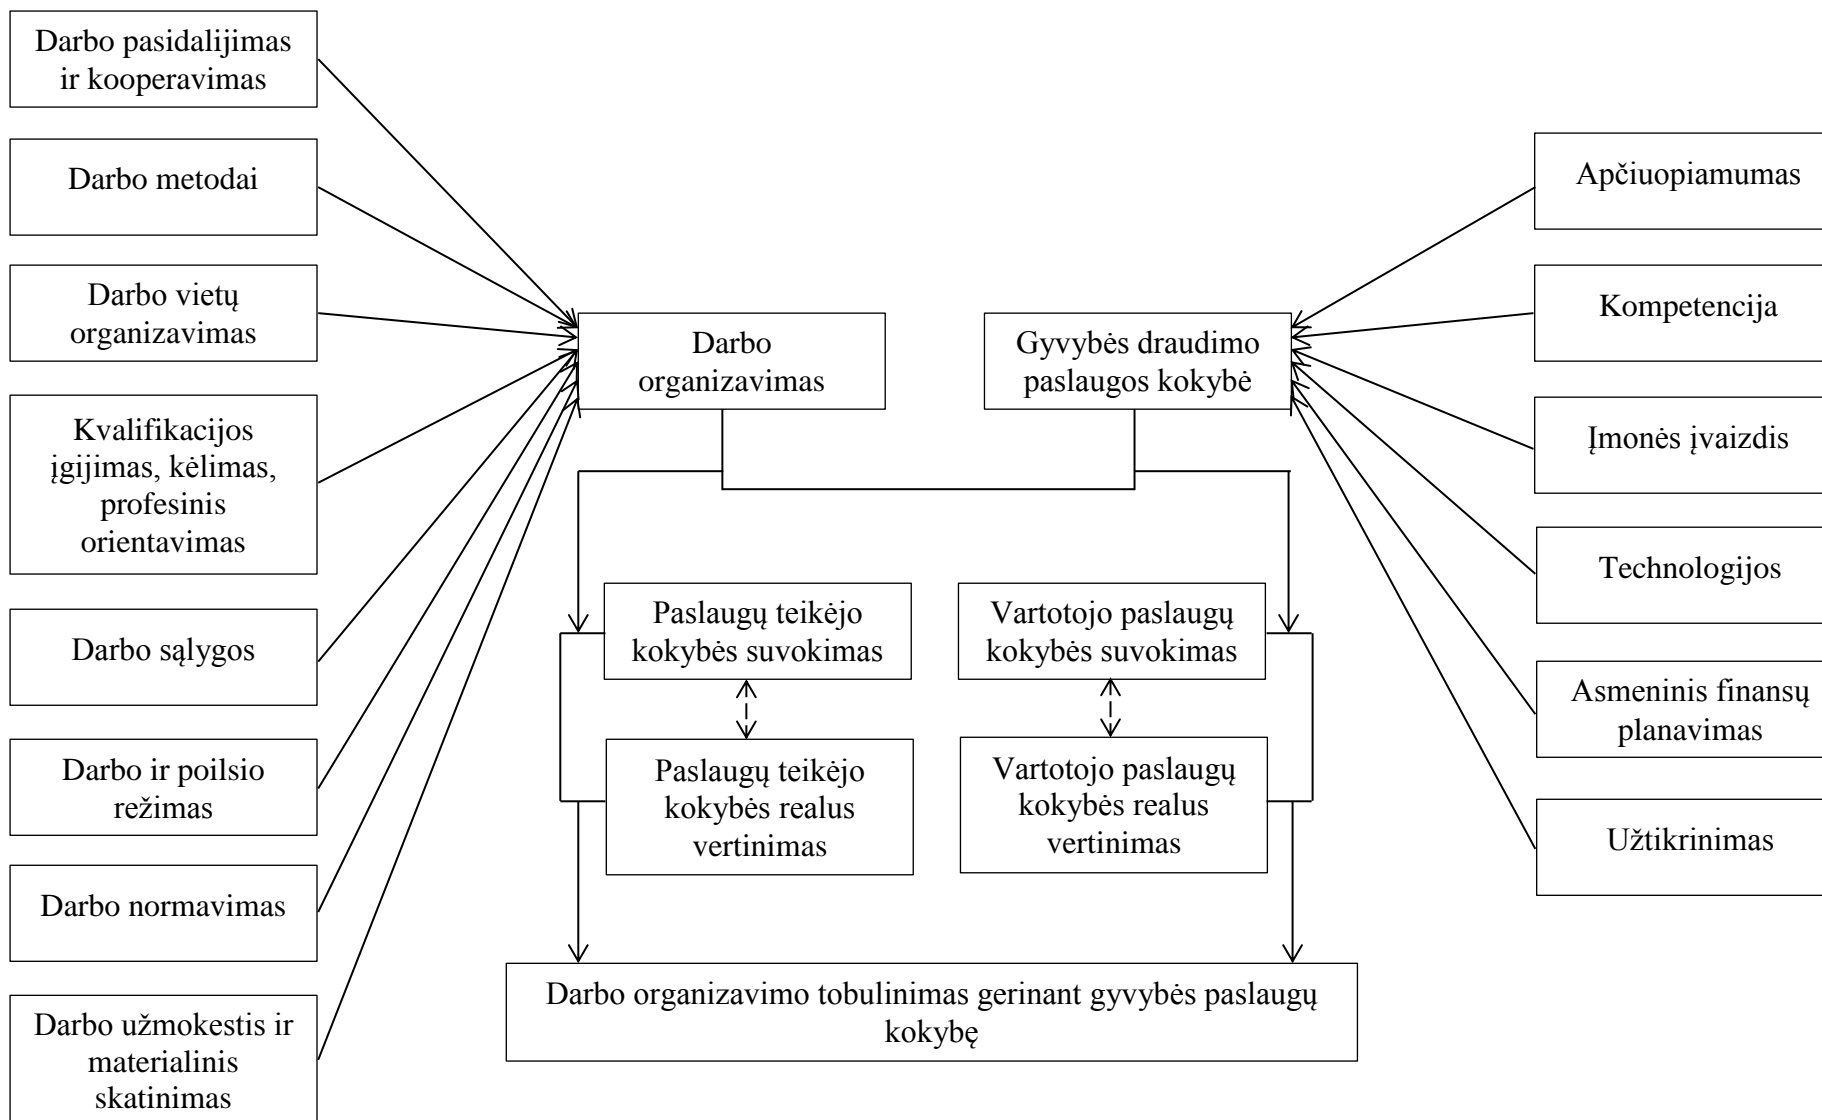 Darbo pasidalijimas
ir kooperavimas
Darbo metodai
Darbo vietų
organizavimas
Kvalifikacijos
įgijimas, kėlimas,
profesinis
orientavimas
Darbo sąlygos
Darbo ir poilsio
režimas
Darbo normavimas
Darbo užmokestis ir
materialinis
skatinimas
Darbo
organizavimas
Gyvybės draudimo
paslaugos kokybė
Paslaugų teikėjo
kokybės suvokimas
Vartotojo paslaugų
kokybės suvokimas
Paslaugų teikėjo
kokybės realus
vertinimas
Vartotojo paslaugų
kokybės realus
vertinimas
Darbo organizavimo tobulinimas gerinant gyvybės paslaugų
kokybę
Apčiuopiamumas
Kompetencija
Įmonės įvaizdis
Technologijos
Asmeninis finansų
planavimas
Užtikrinimas